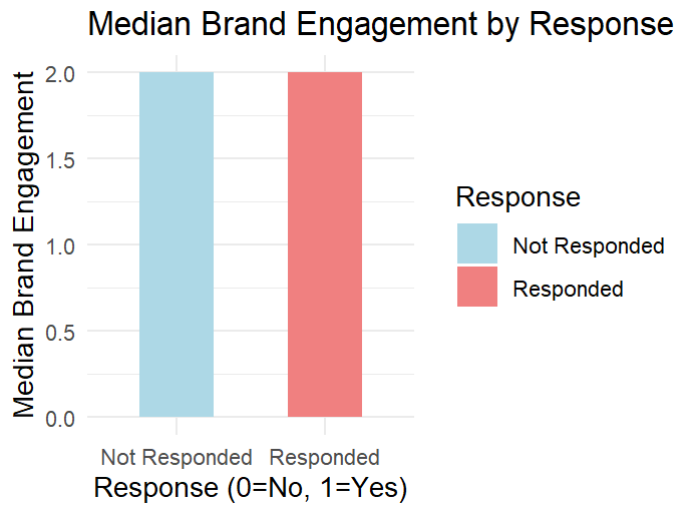 Median Brand Engagement by Response
Median Brand Engagement
2.0
1.5
1.0
0.5
0.0
Not Responded
Responded
Response (0=No, 1=Yes)
Response
Not Responded
Responded